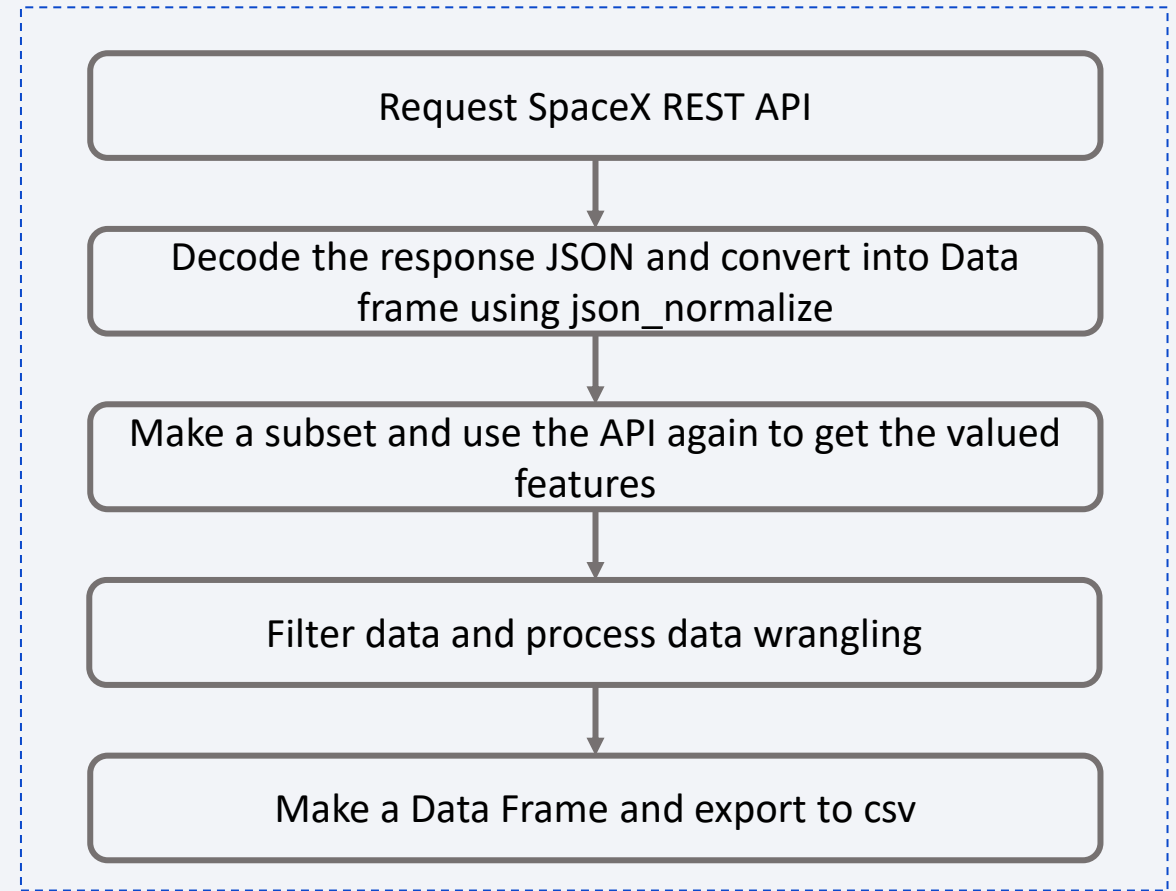 Request SpaceX REST API
Decode the response JSON and convert into Data
frame using json_normalize
Make a subset and use the API again to get the valued
features
Filter data and process data wrangling
Make a Data Frame and export to csv